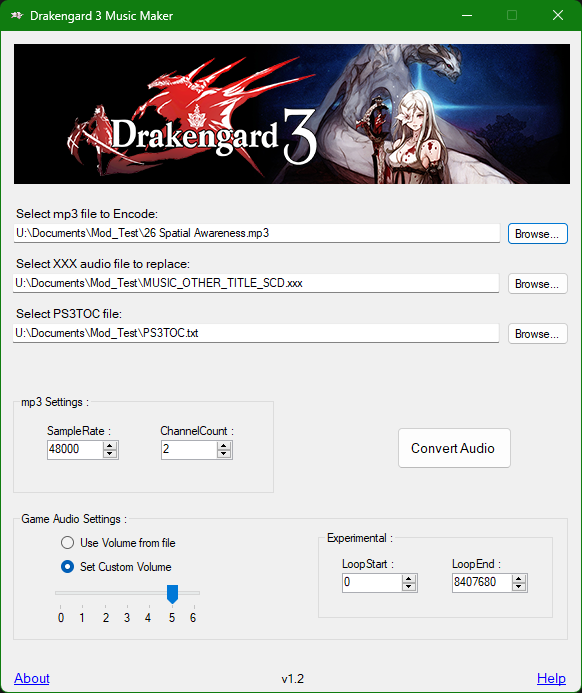 Drakengard 3 Music Maker
Drakengard 3
Select mp3 file to Encode:
U:\Documents\Mod_Test\26 Spatial Awareness.mp3
Browse...
Select XXX audio file to replace:
U:\Documents\Mod_Test\MUSIC_OTHER_TITLE_SCD.xxx
Browse...
Select PS3TOC file:
U:\Documents\Mod_Test\PS3TOC.txt
Browse...
mp3 Settings :
SampleRate : ChannelCount :
48000 2
Convert Audio
Game Audio Settings :
Use Volume from file
Set Custom Volume
0 1 2 3 4 5 6
Experimental :
LoopStart : LoopEnd :
0 8407680
About v1.2 Help